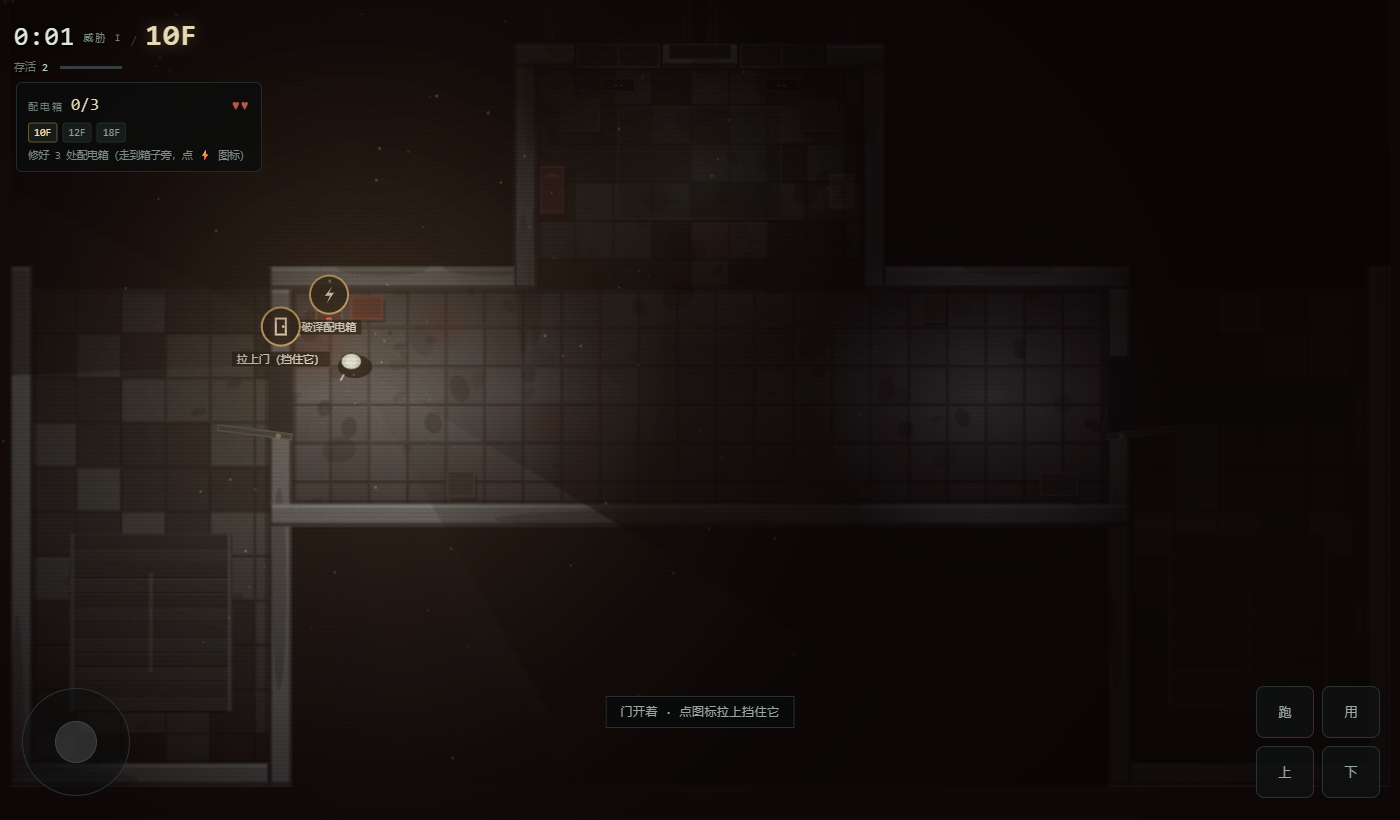 0:01 威胁 I / 10F
存活 2
配电箱 0/3 ♥♥
10F 12F 18F
修好 3 处配电箱 (走到箱子旁, 点 ⚡ 图标)
破译配电箱
拉上门 (挡住它)
门开着 · 点图标拉上挡住它
跑 用
上 下